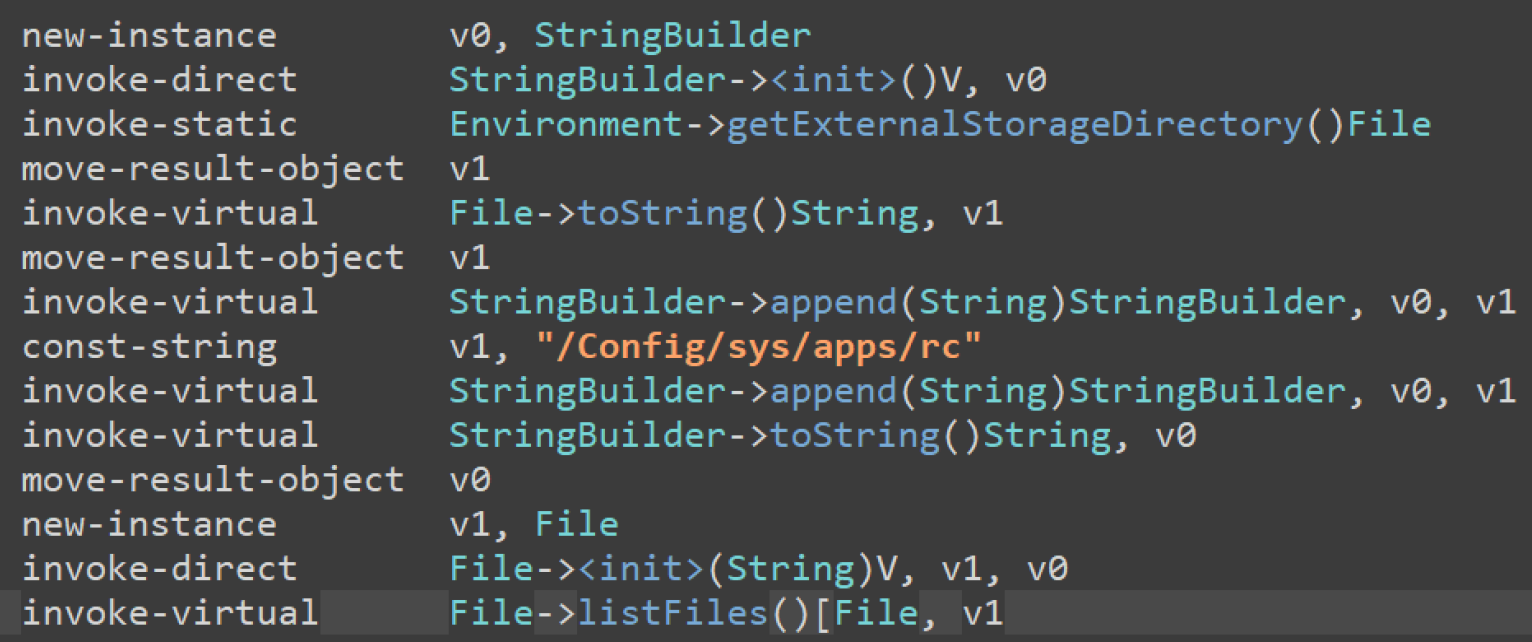 new-instance v0, StringBuilder
invoke-direct StringBuilder-><init>()V, v0
invoke-static Environment->getExternalStorageDirectory()File
move-result-object v1
invoke-virtual File->toString()String, v1
move-result-object v1
invoke-virtual StringBuilder->append(String)StringBuilder, v0, v1
const-string v1, "/Config/sys/apps/rc"
invoke-virtual StringBuilder->append(String)StringBuilder, v0, v1
invoke-virtual StringBuilder->toString()String, v0
move-result-object v0
new-instance v1, File
invoke-direct File-><init>(String)V, v1, v0
invoke-virtual File->listFiles()[File, v1